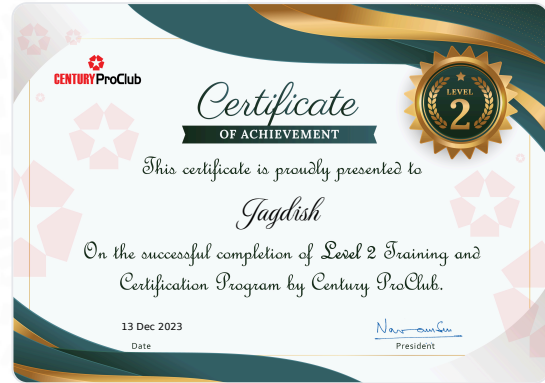 CENTURY ProClub
Certificate
OF ACHIEVEMENT
LEVEL
2
This certificate is proudly presented to
Jagdish
On the successful completion of Level 2 Training and
Certification Program by Century ProClub.
13 Dec 2023
Date
President